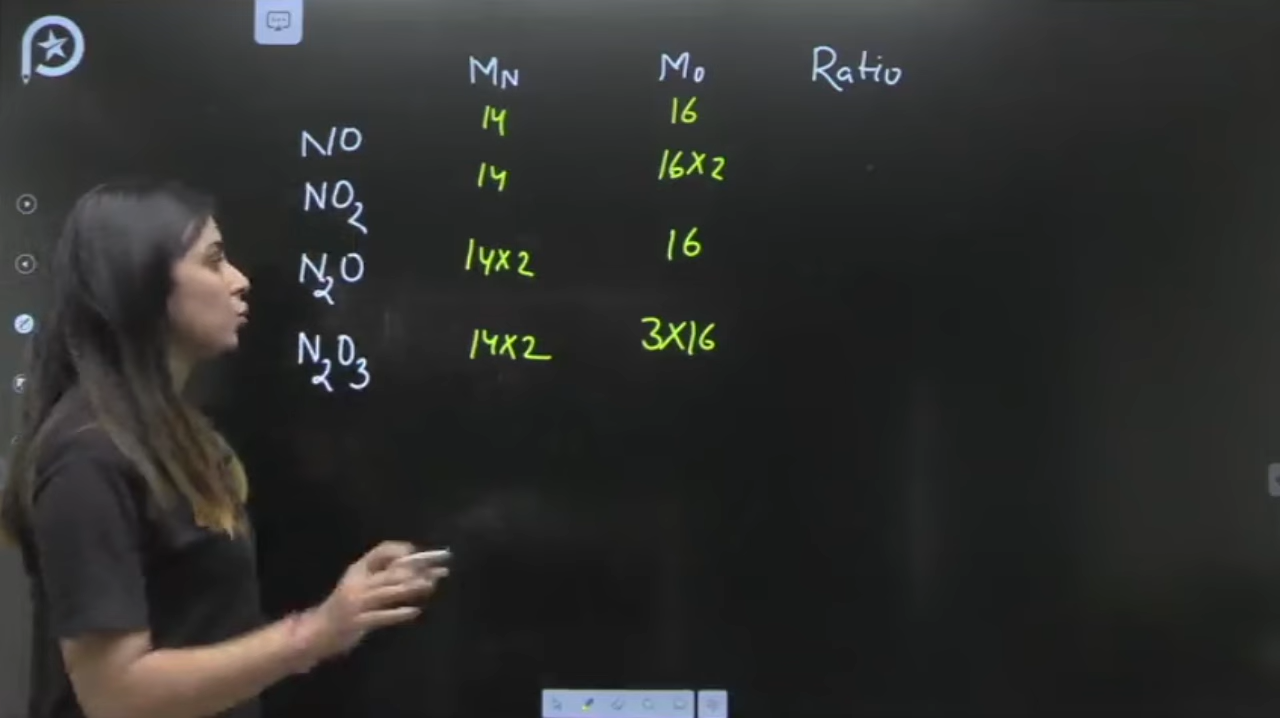 M_N M_O Ratio
NO 14 16
NO₂ 14 16×2
N₂O 14×2 16
N₂O₃ 14×2 3×16